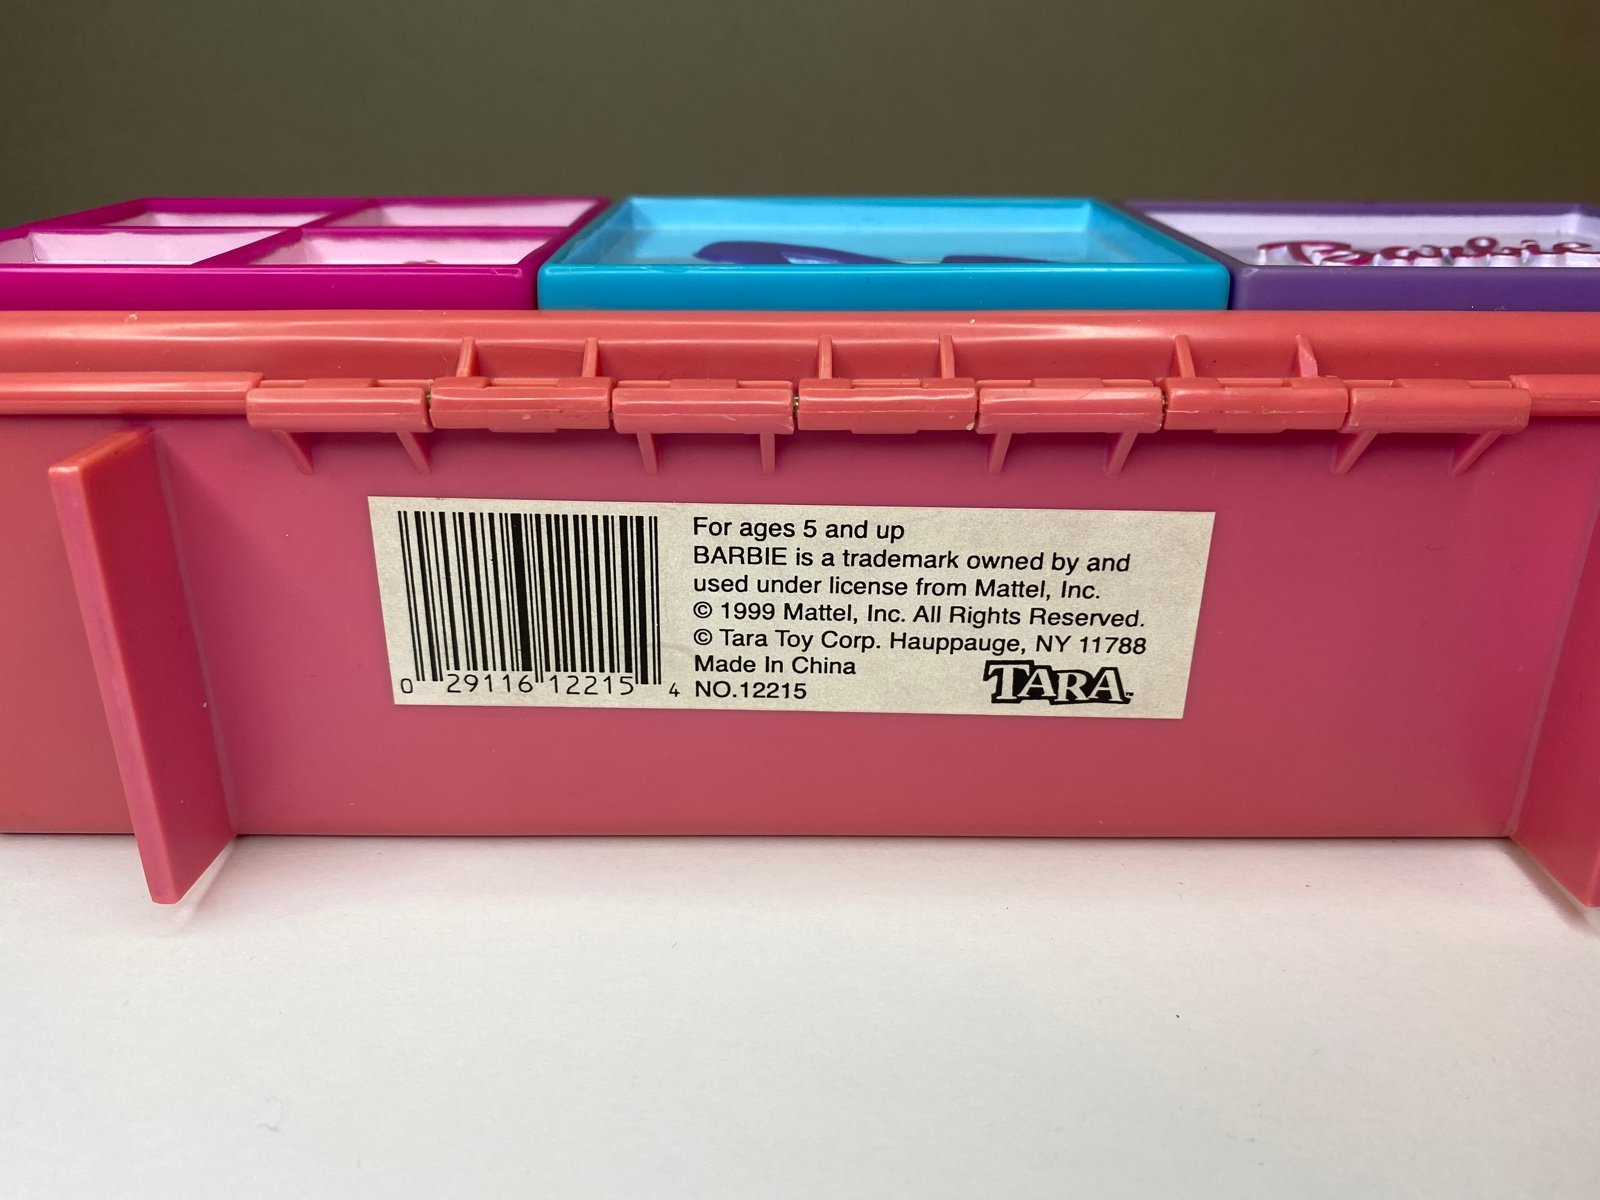 Barbie
For ages 5 and up
BARBIE is a trademark owned by and
used under license from Mattel, Inc.
© 1999 Mattel, Inc. All Rights Reserved.
© Tara Toy Corp. Hauppauge, NY 11788
Made In China
NO.12215
TARA™
0 29116 12215 4